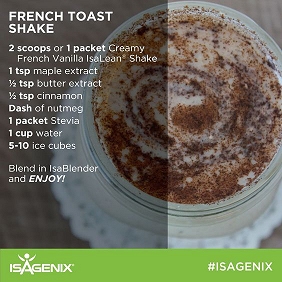 FRENCH TOAST
SHAKE
2 scoops or 1 packet Creamy
French Vanilla IsaLean® Shake
1 tsp maple extract
½ tsp butter extract
½ tsp cinnamon
Dash of nutmeg
1 packet Stevia
1 cup water
5-10 ice cubes
Blend in IsaBlender
and ENJOY!
ISAGENIX® #ISAGENIX